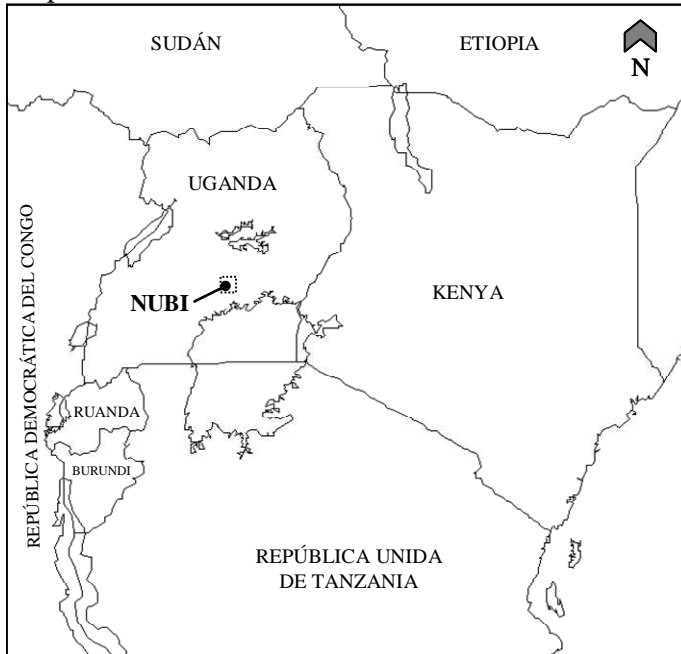 SUDÁN
ETIOPIA
N
UGANDA
NUBI
KENYA
REPÚBLICA DEMOCRÁTICA DEL CONGO
RUANDA
BURUNDI
REPÚBLICA UNIDA
DE TANZANIA